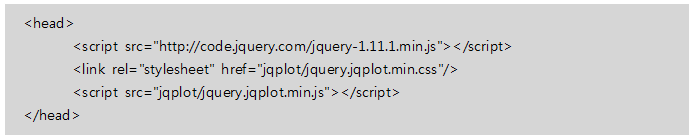 <head>
<script src="http://code.jquery.com/jquery-1.11.1.min.js"></script>
<link rel="stylesheet" href="jqplot/jquery.jqplot.min.css"/>
<script src="jqplot/jquery.jqplot.min.js"></script>
</head>